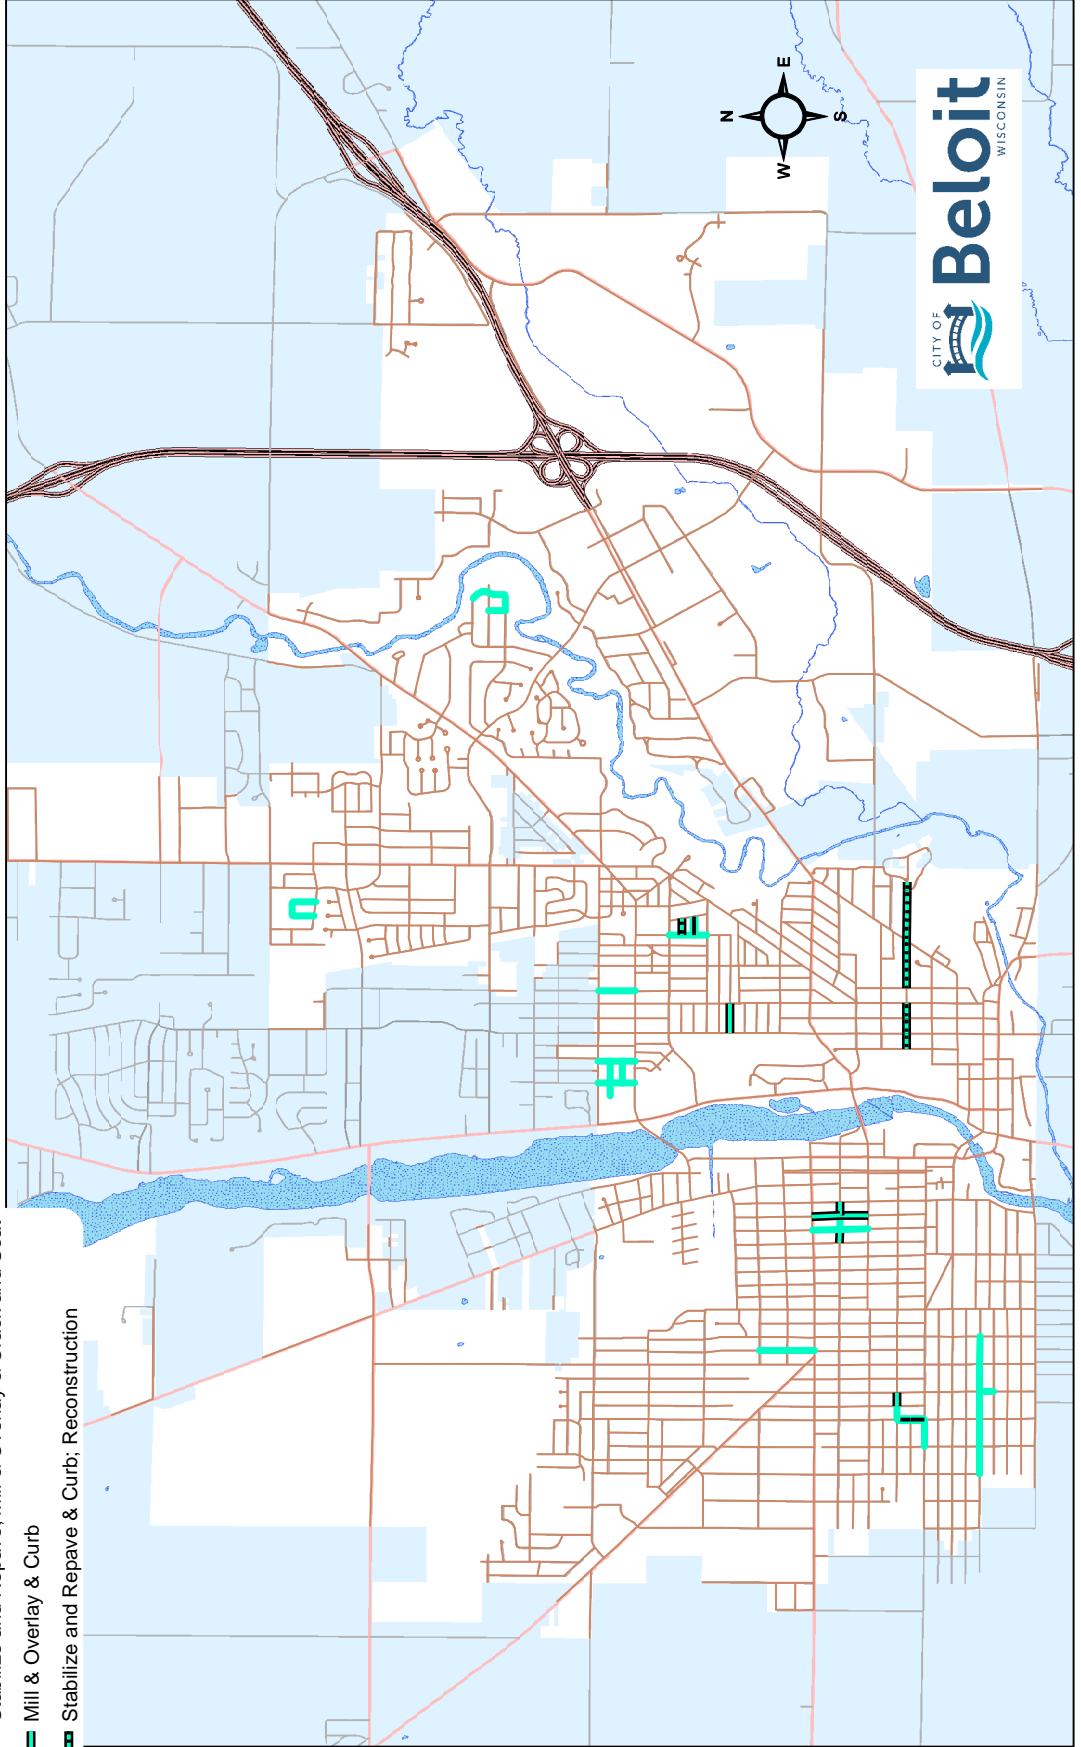 Mill & Overlay & Curb
Stabilize and Repave & Curb; Reconstruction
N
W
E
S
CITY OF
Beloit
WISCONSIN